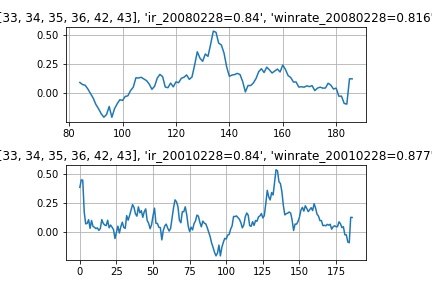 [33, 34, 35, 36, 42, 43], 'ir_20080228=0.84', 'winrate_20080228=0.816'
0.50
0.25
0.00
80 100 120 140 160 180
[33, 34, 35, 36, 42, 43], 'ir_20010228=0.84', 'winrate_20010228=0.877'
0.50
0.25
0.00
0 25 50 75 100 125 150 175